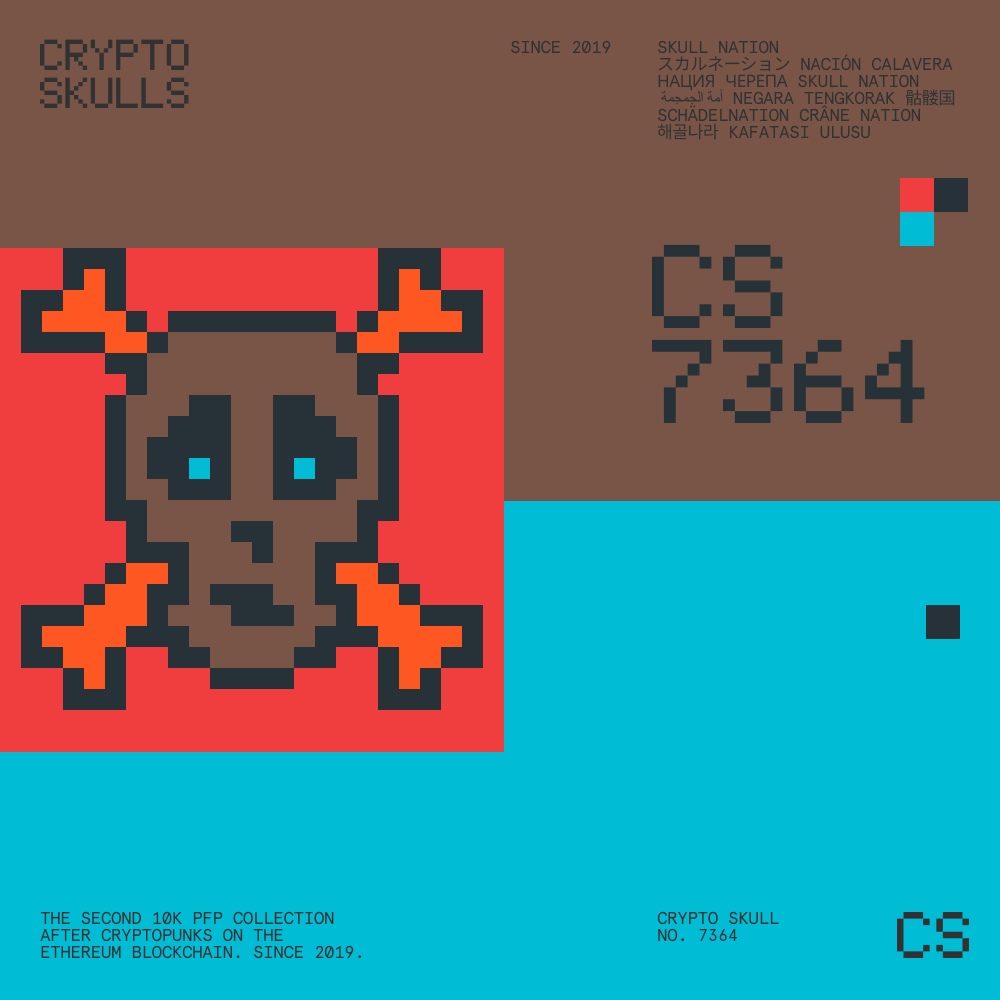 CRYPTO
SKULLS
SINCE 2019
SKULL NATION
スカルネーション NACIÓN CALAVERA
НАЦИЯ ЧЕРЕПА SKULL NATION
أمة الجمجمة NEGARA TENGKORAK 骷髅国
SCHÄDELNATION CRÂNE NATION
해골나라 KAFATASI ULUSU
CS
7364
THE SECOND 10K PFP COLLECTION
AFTER CRYPTOPUNKS ON THE
ETHEREUM BLOCKCHAIN. SINCE 2019.
CRYPTO SKULL
NO. 7364
CS